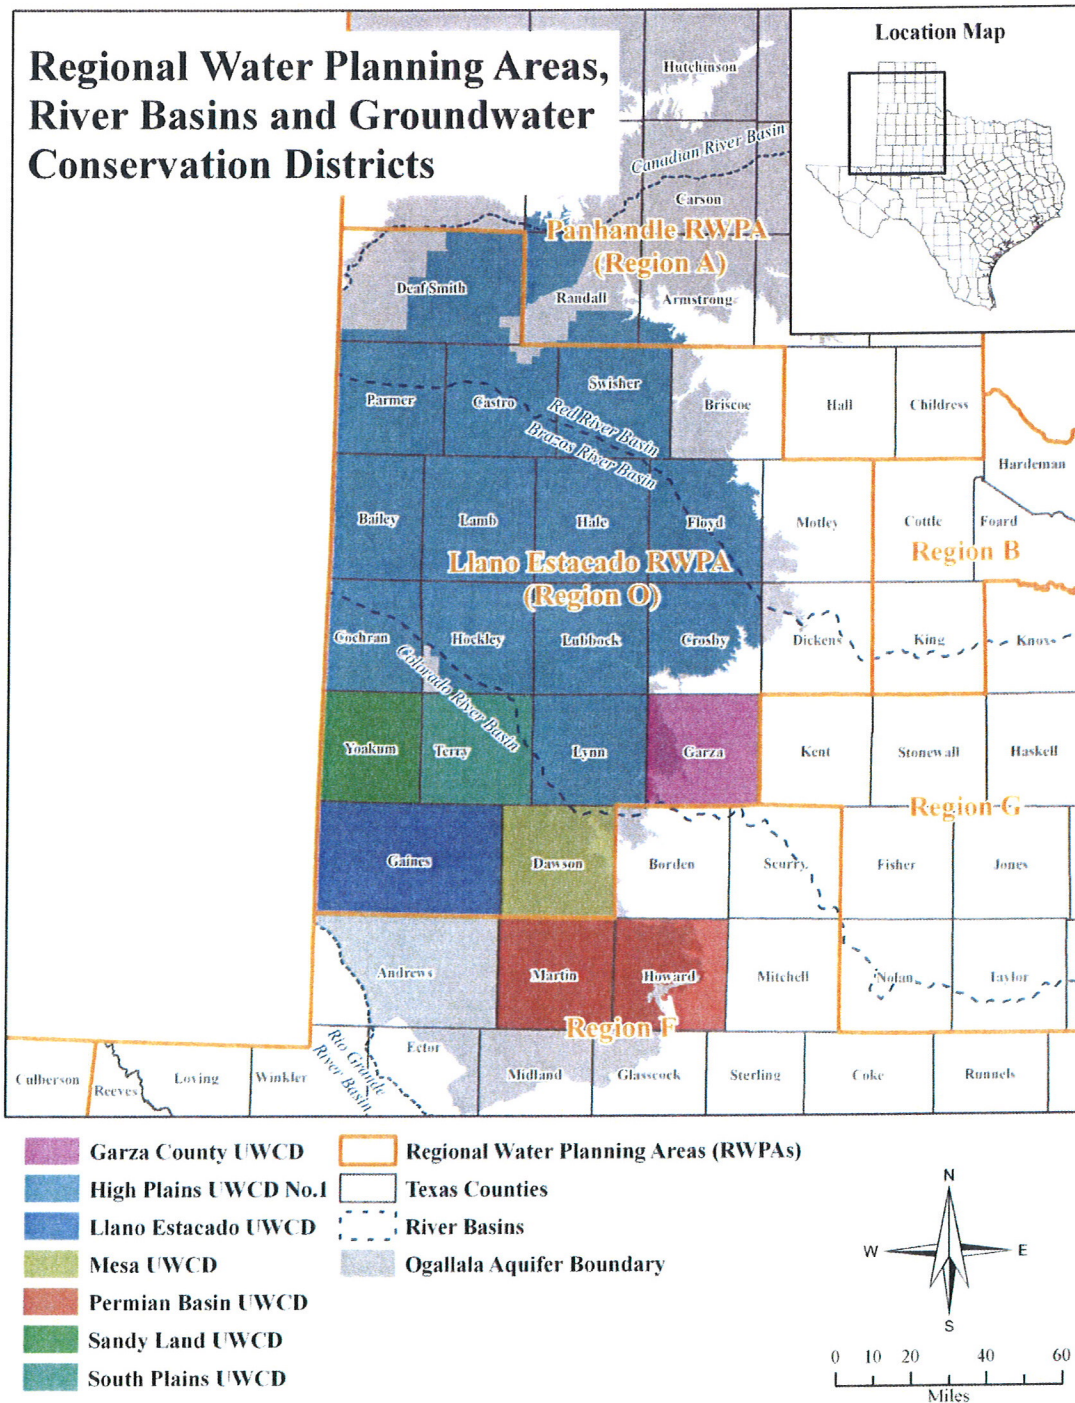 Regional Water Planning Areas,
River Basins and Groundwater
Conservation Districts
Location Map
Hutchinson
Canadian River Basin
Carson
Panhandle RWPA
(Region A)
Deaf Smith
Randall
Armstrong
Parmer
Castro
Swisher
Briscoe
Hall
Childress
Red River Basin
Brazos River Basin
Hardeman
Bailey
Lamb
Hale
Floyd
Motley
Cottle
Foard
Llano Estacado RWPA
(Region O)
Region B
Cochran
Hockley
Lubbock
Crosby
Dickens
King
Knox
Colorado River Basin
Yoakum
Terry
Lynn
Garza
Kent
Stonewall
Haskell
Region G
Gaines
Dawson
Borden
Scurry
Fisher
Jones
Andrews
Martin
Howard
Mitchell
Nolan
Taylor
Region F
Rio Grande
River Basin
Ector
Culberson
Reeves
Loving
Winkler
Midland
Glasscock
Sterling
Coke
Runnels
Garza County UWCD
High Plains UWCD No.1
Llano Estacado UWCD
Mesa UWCD
Permian Basin UWCD
Sandy Land UWCD
South Plains UWCD
Regional Water Planning Areas (RWPAs)
Texas Counties
River Basins
Ogallala Aquifer Boundary
N
W E
S
0 10 20 40 60
Miles